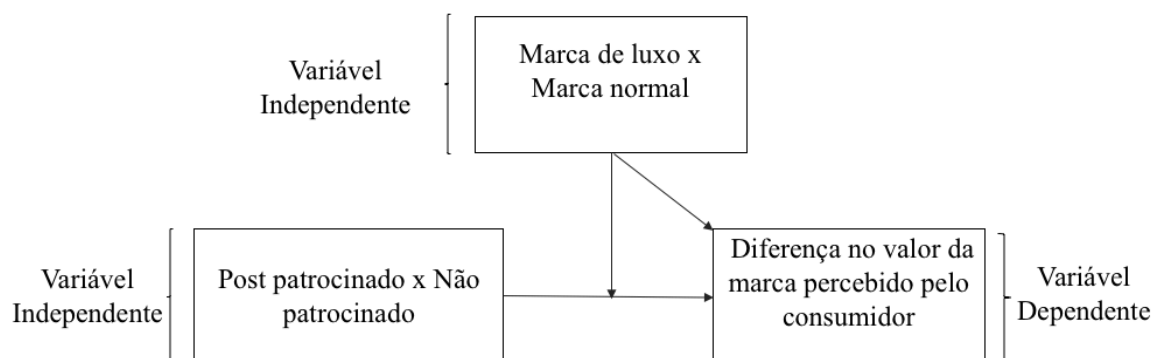 Variável
Independente
Marca de luxo x
Marca normal
Variável
Independente
Post patrocinado x Não
patrocinado
Diferença no valor da
marca percebido pelo
consumidor
Variável
Dependente